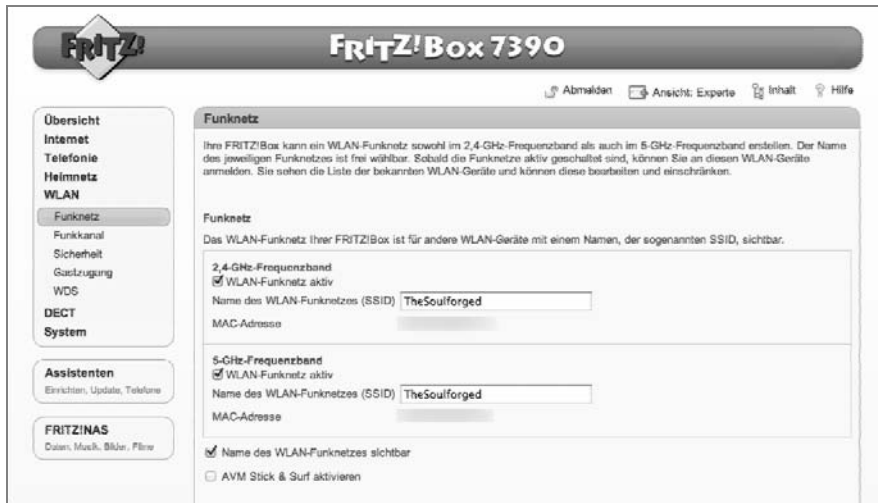 FRITZ!
FRITZ!Box 7390
Abmelden
Ansicht: Experte
Inhalt
Hilfe
Übersicht
Internet
Telefonie
Heimnetz
WLAN
Funknetz
Funkkanal
Sicherheit
Gastzugung
WDS
DECT
System
Assistenten
Einrichten, Update, Telefone
FRITZ!NAS
Daten, Musik, Bilder, Filme
Funknetz
Ihre FRITZ!Box kann ein WLAN-Funknetz sowohl im 2,4-GHz-Frequenzband als auch im 5-GHz-Frequenzband erstellen. Der Name
des jeweiligen Funknetzes ist frei wählbar. Sobald die Funknetze aktiv geschaltet sind, können Sie an diesen WLAN-Geräte
anmelden. Sie sehen die Liste der bekannten WLAN-Geräte und können diese bearbeiten und einschränken.
Funknetz
Das WLAN-Funknetz Ihrer FRITZ!Box ist für andere WLAN-Geräte mit einem Namen, der sogenannten SSID, sichtbar.
2,4-GHz-Frequenzband
WLAN-Funknetz aktiv
Name des WLAN-Funknetzes (SSID) TheSoulforged
MAC-Adresse
5-GHz-Frequenzband
WLAN-Funknetz aktiv
Name des WLAN-Funknetzes (SSID) TheSoulforged
MAC-Adresse
Name des WLAN-Funknetzes sichtbar
AVM Stick & Surf aktivieren